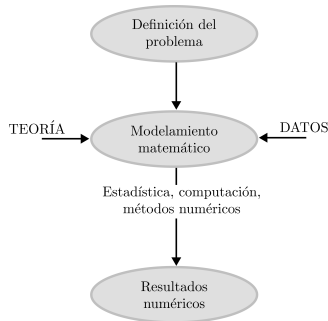 Definición del
problema
TEORÍA
DATOS
Modelamiento
matemático
Estadística, computación,
métodos numéricos
Resultados
numéricos